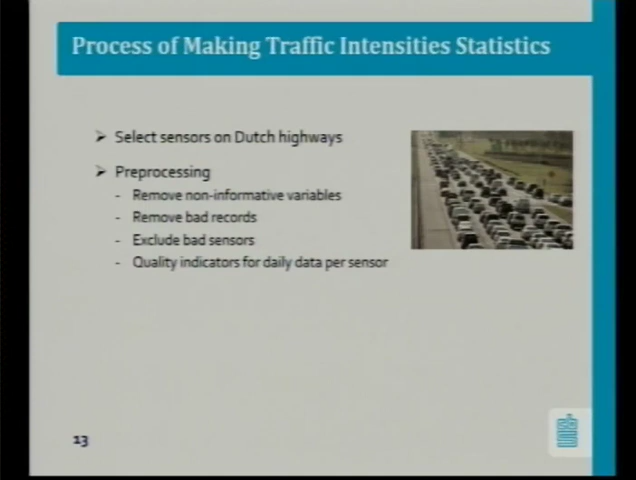 Process of Making Traffic Intensities Statistics
➤ Select sensors on Dutch highways
➤ Preprocessing
- Remove non-informative variables
- Remove bad records
- Exclude bad sensors
- Quality indicators for daily data per sensor
13